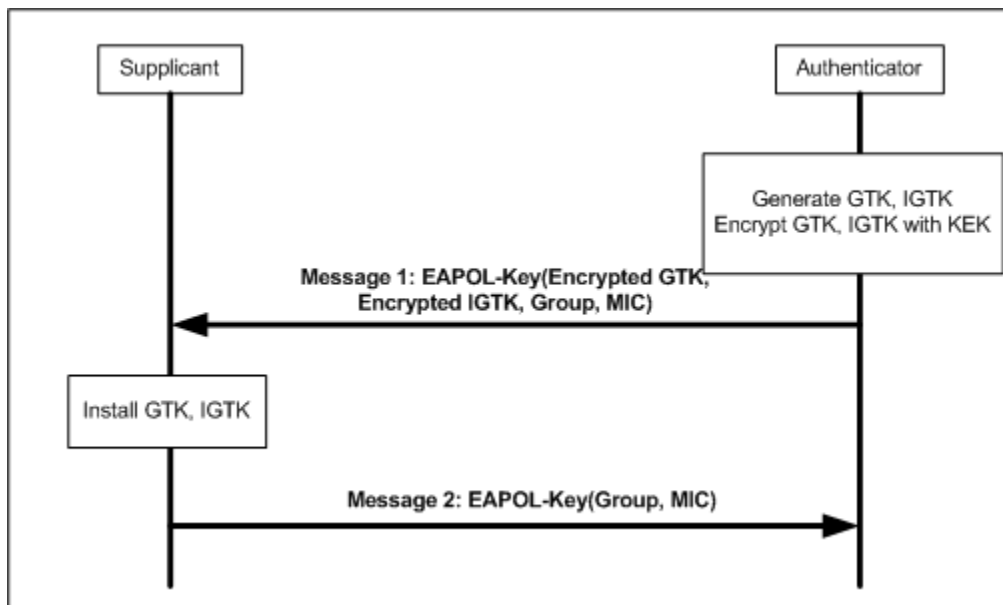 Supplicant
Authenticator
Generate GTK, IGTK
Encrypt GTK, IGTK with KEK
Message 1: EAPOL-Key(Encrypted GTK,
Encrypted IGTK, Group, MIC)
Install GTK, IGTK
Message 2: EAPOL-Key(Group, MIC)